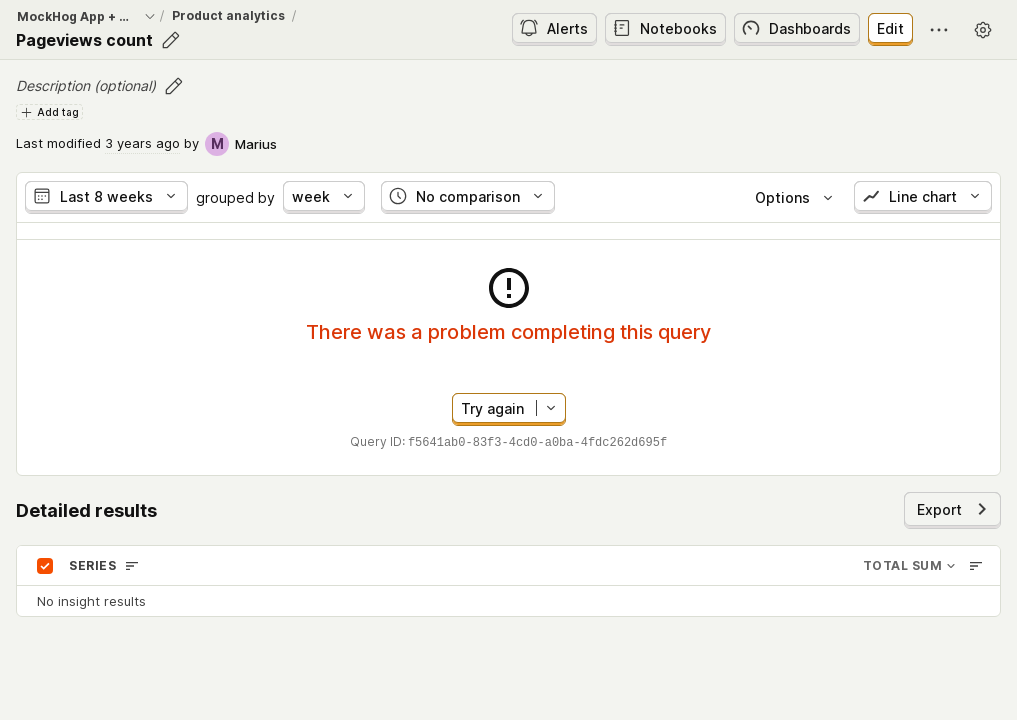 MockHog App + ... / Product analytics /
Pageviews count
Alerts Notebooks Dashboards Edit
Description (optional)
Add tag
Last modified 3 years ago by M Marius
Last 8 weeks grouped by week No comparison Options Line chart
There was a problem completing this query
Try again
Query ID: f5641ab0-83f3-4cd0-a0ba-4fdc262d695f
Detailed results
Export
SERIES TOTAL SUM
No insight results